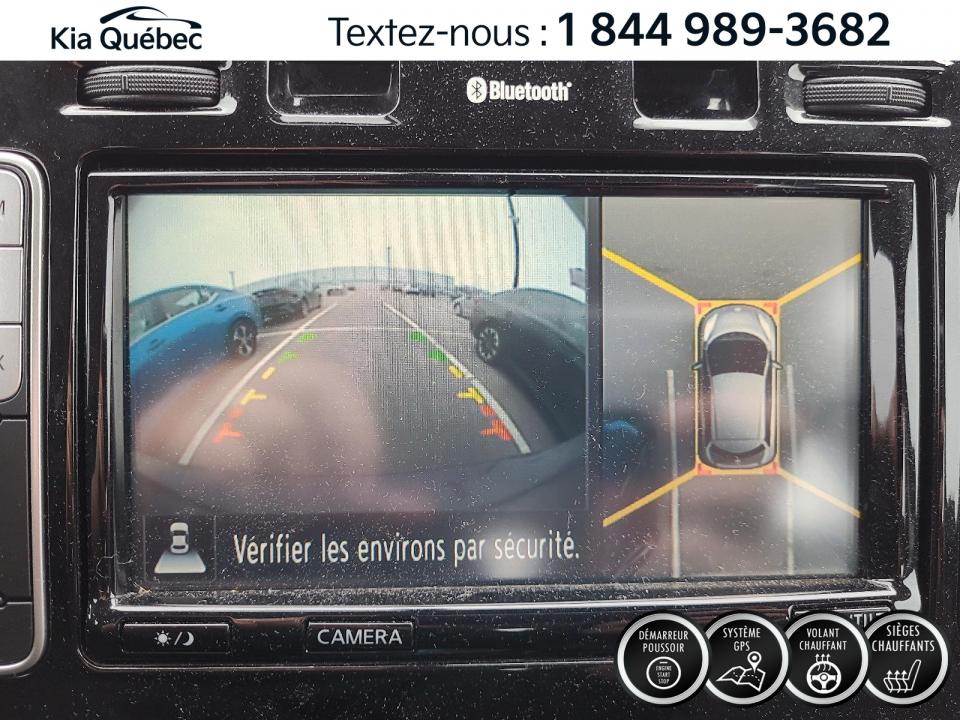 Kia Québec
Textez-nous : 1 844 989-3682
Bluetooth
Vérifier les environs par sécurité.
CAMERA
DÉMARREUR
POUSSOIR
ENGINE
START
STOP
SYSTÈME
GPS
VOLANT
CHAUFFANT
SIÈGES
CHAUFFANTS